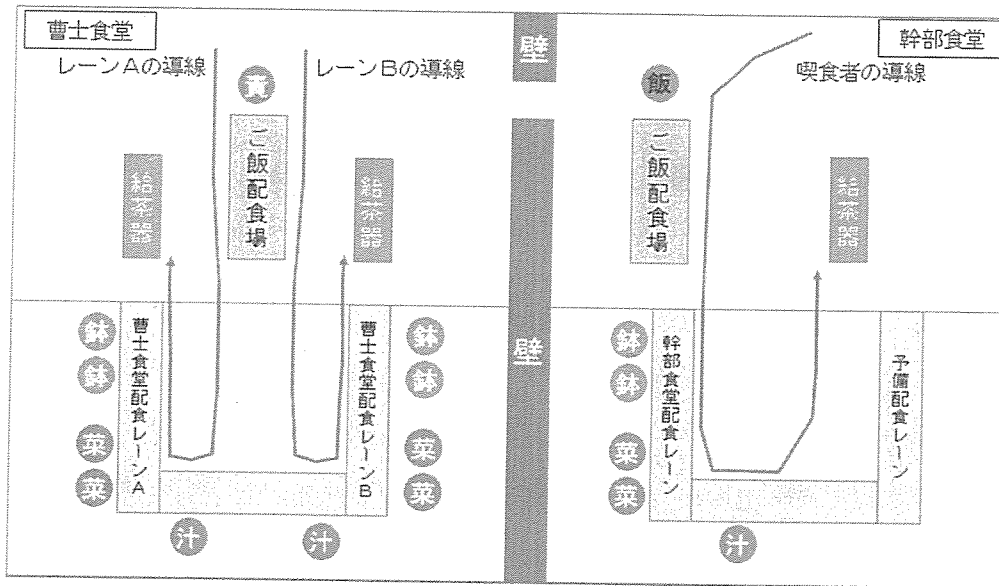 曹士食堂
レーンAの導線
レーンBの導線
責
ご飯配食場
給茶器
給茶器
鉢
鉢
菜
菜
曹士食堂配食レーンA
曹士食堂配食レーンB
鉢
鉢
菜
菜
汁
汁
壁
壁
幹部食堂
喫食者の導線
飯
ご飯配食場
給茶器
鉢
鉢
菜
菜
幹部食堂配食レーン
予備配食レーン
汁